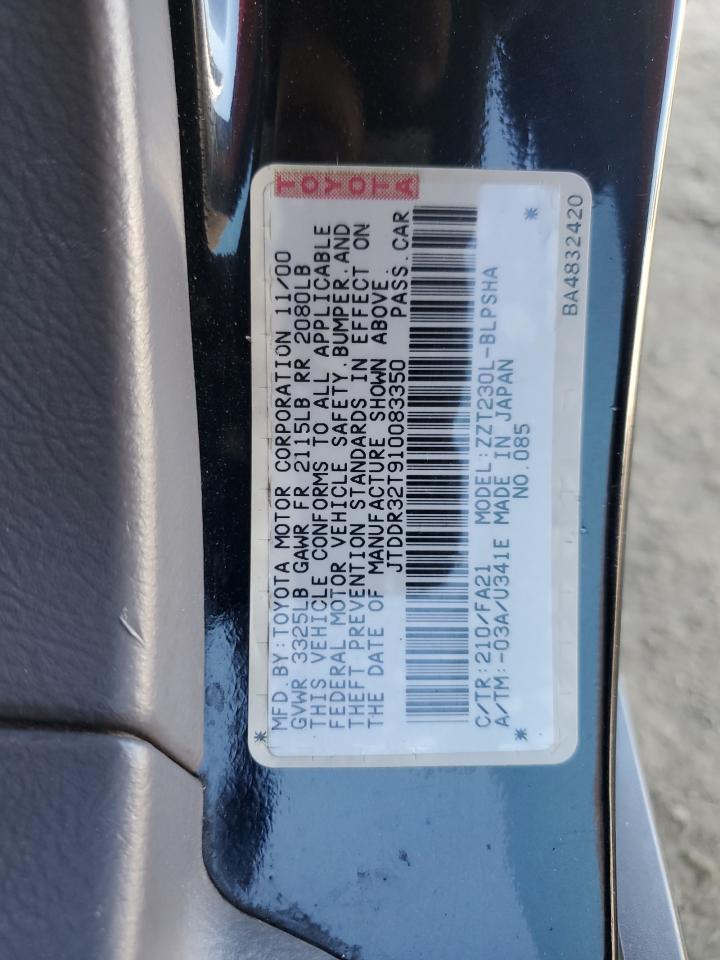 TOYOTA
MFD.BY:TOYOTA MOTOR CORPORATION 11/00
GVWR 3325LB GAWR FR 2115LB RR 2080LB
THIS VEHICLE CONFORMS TO ALL APPLICABLE
FEDERAL MOTOR VEHICLE SAFETY,BUMPER,AND
THEFT PREVENTION STANDARDS IN EFFECT ON
THE DATE OF MANUFACTURE SHOWN ABOVE.
JTDDR32T910083350 PASS.CAR
C/TR:210/FA21 MODEL:ZZT230L-BLPSHA
A/TM:-03A/U341E MADE IN JAPAN
NO.085
BA4832420